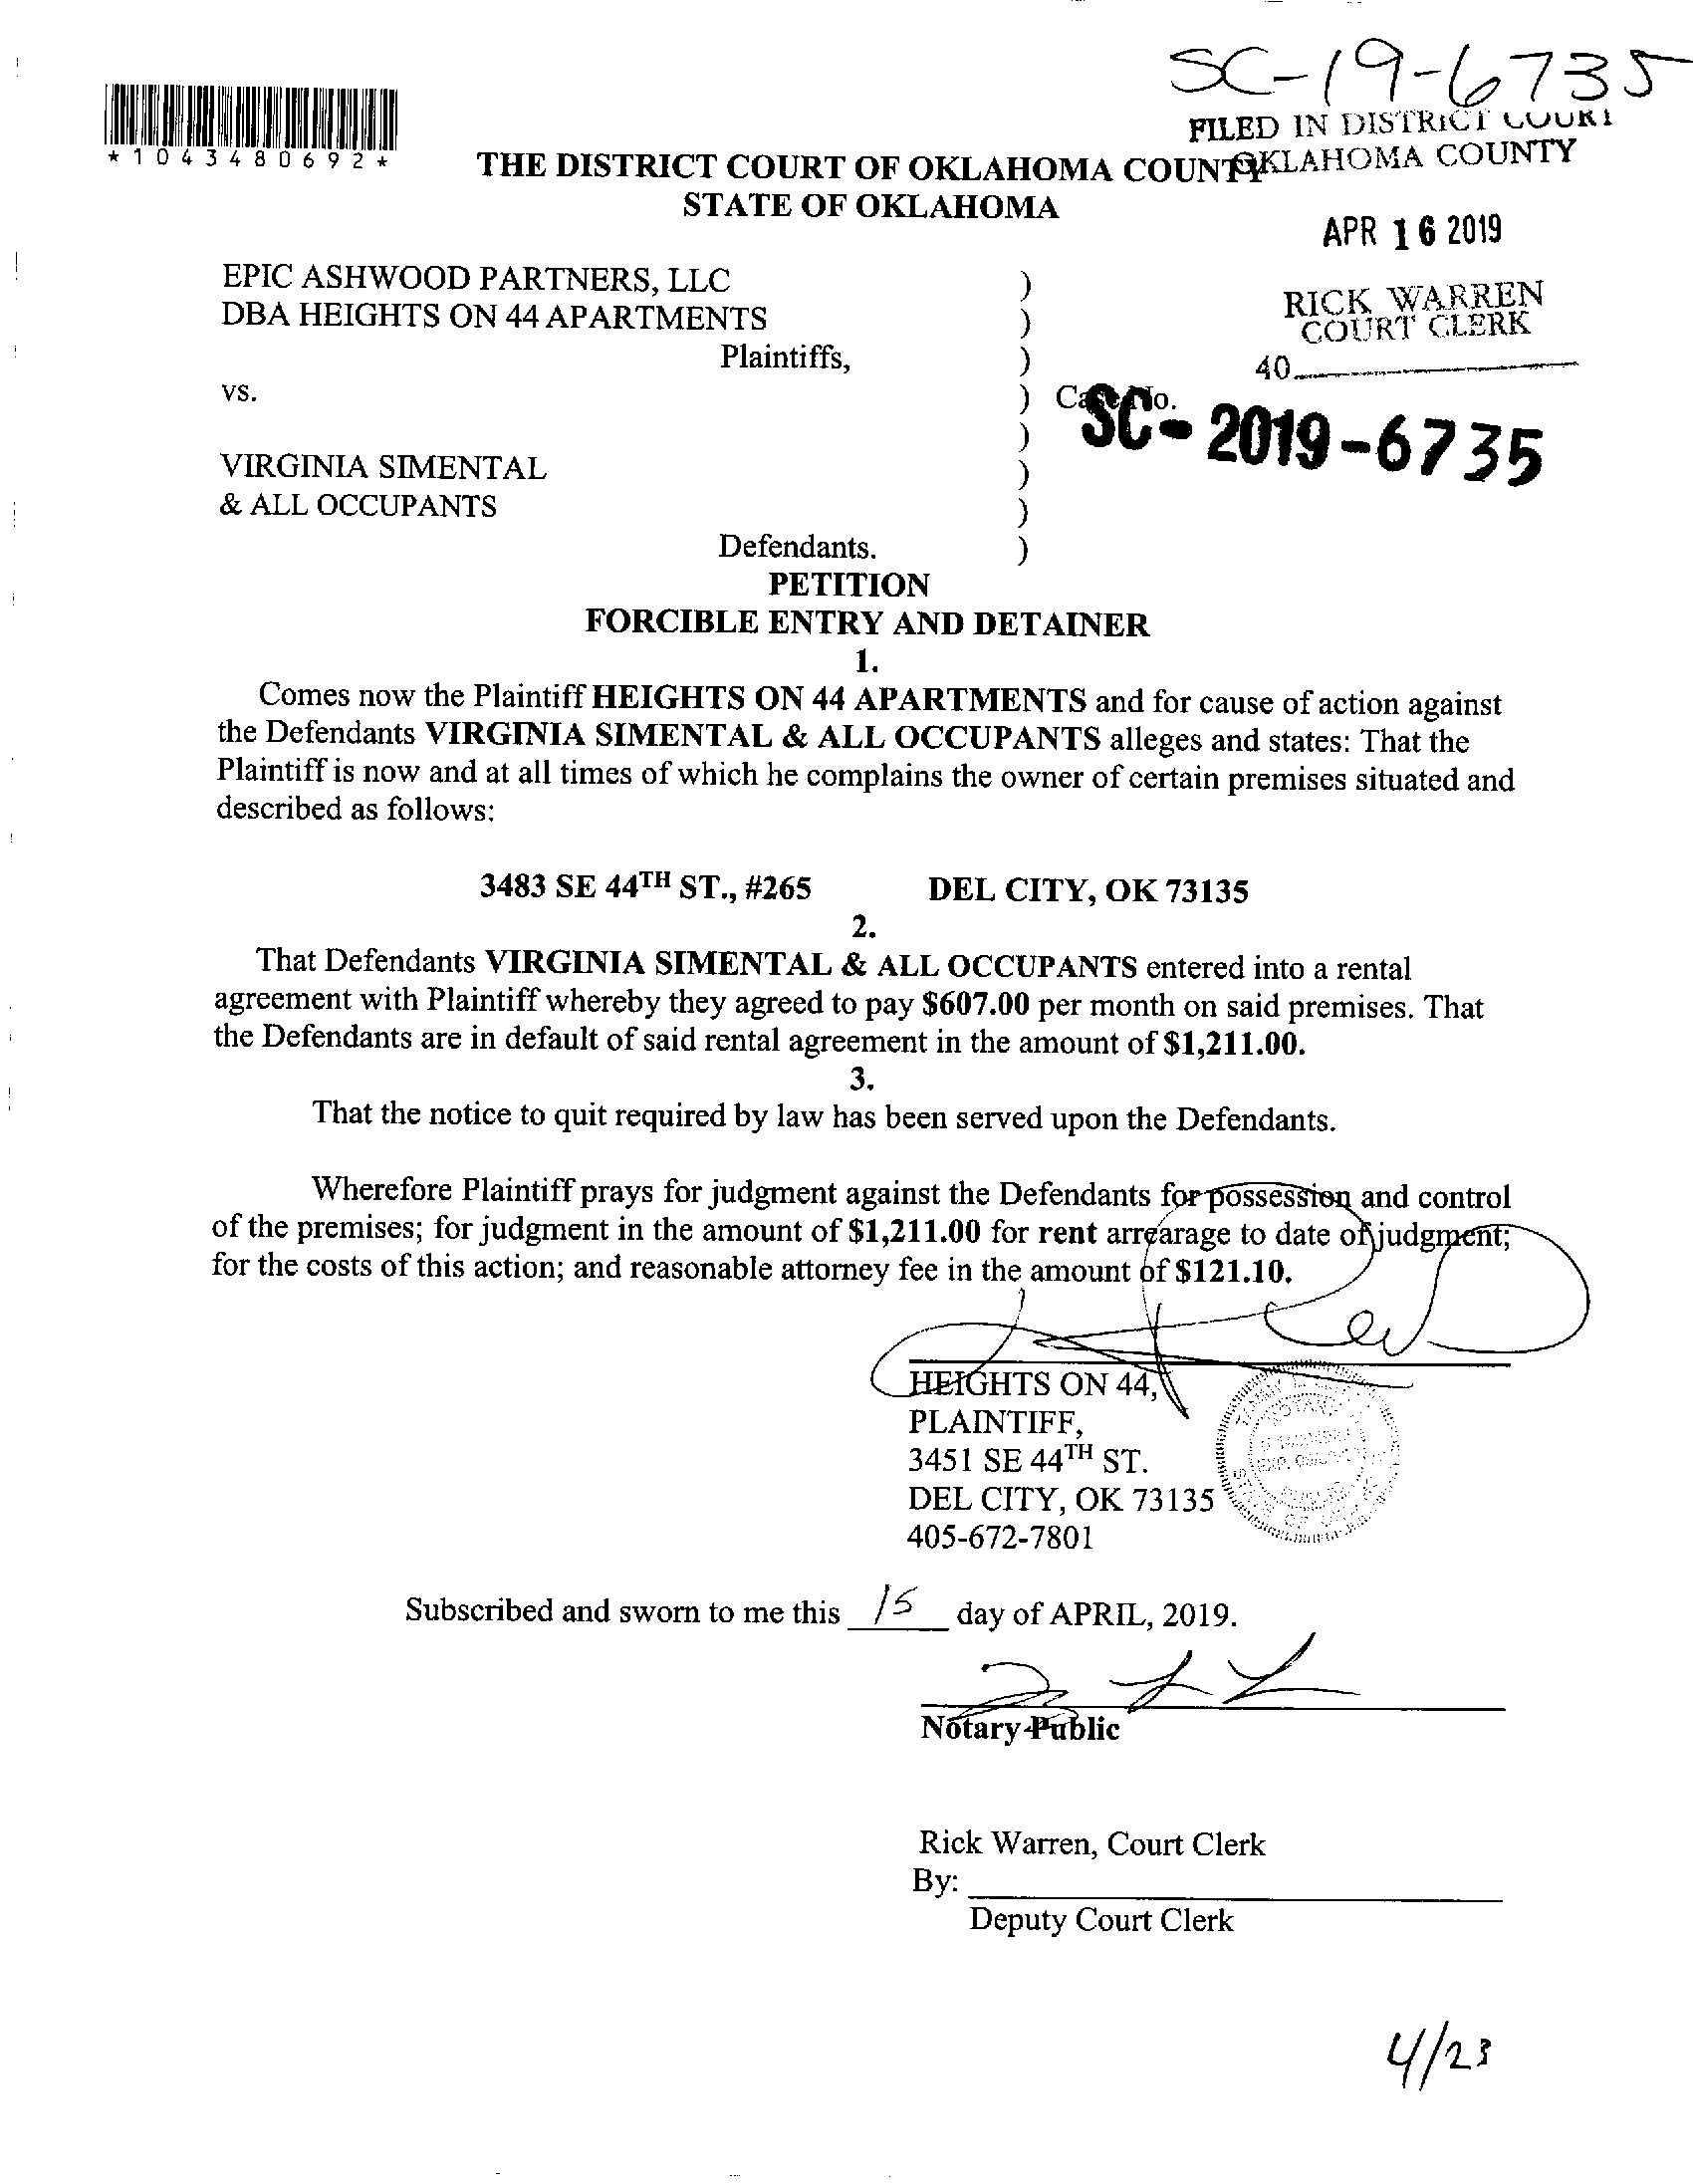 SC-19-6735
FILED IN DISTRICT COURT
OKLAHOMA COUNTY
*1043480692*
THE DISTRICT COURT OF OKLAHOMA COUNTY
STATE OF OKLAHOMA
APR 16 2019
EPIC ASHWOOD PARTNERS, LLC )
DBA HEIGHTS ON 44 APARTMENTS )
RICK WARREN
COURT CLERK
Plaintiffs, )
40
vs. ) Case No.
SC-2019-6735
)
VIRGINIA SIMENTAL )
& ALL OCCUPANTS )
Defendants. )
PETITION
FORCIBLE ENTRY AND DETAINER
1.
Comes now the Plaintiff HEIGHTS ON 44 APARTMENTS and for cause of action against
the Defendants VIRGINIA SIMENTAL & ALL OCCUPANTS alleges and states: That the
Plaintiff is now and at all times of which he complains the owner of certain premises situated and
described as follows:
3483 SE 44TH ST., #265 DEL CITY, OK 73135
2.
That Defendants VIRGINIA SIMENTAL & ALL OCCUPANTS entered into a rental
agreement with Plaintiff whereby they agreed to pay $607.00 per month on said premises. That
the Defendants are in default of said rental agreement in the amount of $1,211.00.
3.
That the notice to quit required by law has been served upon the Defendants.
Wherefore Plaintiff prays for judgment against the Defendants for possession and control
of the premises; for judgment in the amount of $1,211.00 for rent arrearage to date of judgment;
for the costs of this action; and reasonable attorney fee in the amount of $121.10.
HEIGHTS ON 44,
PLAINTIFF,
3451 SE 44TH ST.
DEL CITY, OK 73135
405-672-7801
Subscribed and sworn to me this 15 day of APRIL, 2019.
Notary Public
Rick Warren, Court Clerk
By:
Deputy Court Clerk
4/23